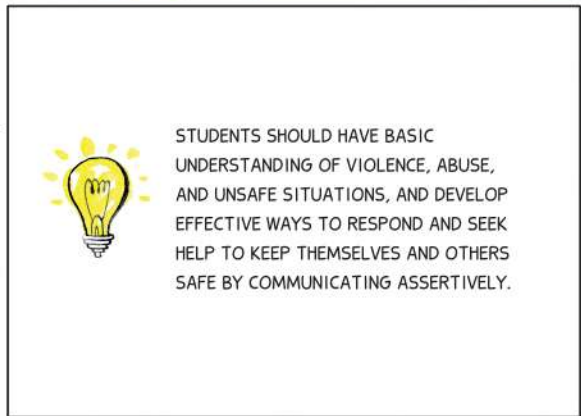 STUDENTS SHOULD HAVE BASIC
UNDERSTANDING OF VIOLENCE, ABUSE,
AND UNSAFE SITUATIONS, AND DEVELOP
EFFECTIVE WAYS TO RESPOND AND SEEK
HELP TO KEEP THEMSELVES AND OTHERS
SAFE BY COMMUNICATING ASSERTIVELY.